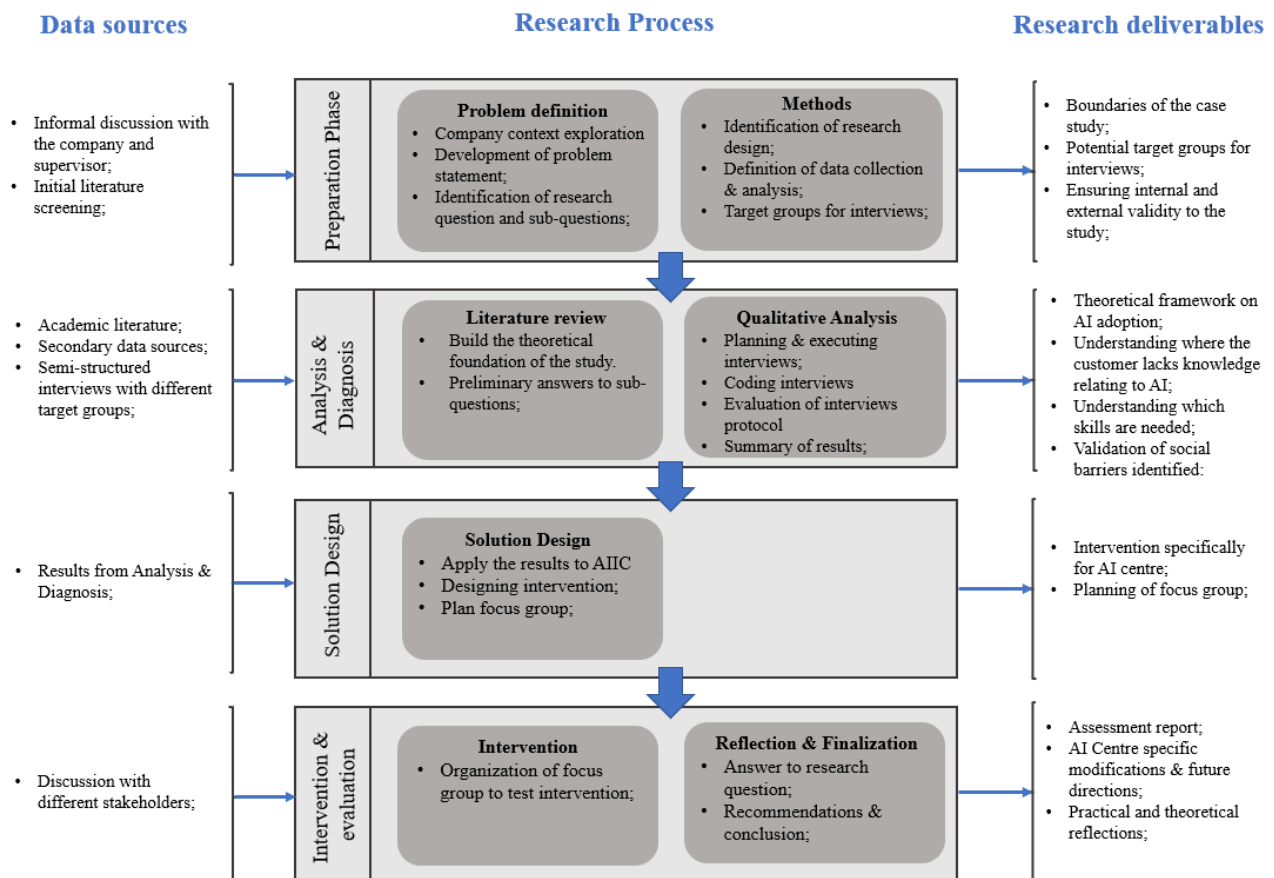 Data sources
Research Process
Research deliverables
• Informal discussion with
the company and
supervisor;
• Initial literature
screening;
Preparation Phase
Problem definition
• Company context exploration
• Development of problem
statement;
• Identification of research
question and sub-questions;
Methods
• Identification of research
design;
• Definition of data collection
& analysis;
• Target groups for interviews;
• Boundaries of the case
study;
• Potential target groups for
interviews;
• Ensuring internal and
external validity to the
study;
• Academic literature;
• Secondary data sources;
• Semi-structured
interviews with different
target groups;
Analysis &
Diagnosis
Literature review
• Build the theoretical
foundation of the study.
• Preliminary answers to sub-
questions;
Qualitative Analysis
• Planning & executing
interviews;
• Coding interviews
• Evaluation of interviews
protocol
• Summary of results;
• Theoretical framework on
AI adoption;
• Understanding where the
customer lacks knowledge
relating to AI;
• Understanding which
skills are needed;
• Validation of social
barriers identified:
• Results from Analysis &
Diagnosis;
Solution Design
Solution Design
• Apply the results to AIIC
• Designing intervention;
• Plan focus group;
• Intervention specifically
for AI centre;
• Planning of focus group;
• Discussion with
different stakeholders;
Intervention &
evaluation
Intervention
• Organization of focus
group to test intervention;
Reflection & Finalization
• Answer to research
question;
• Recommendations &
conclusion;
• Assessment report;
• AI Centre specific
modifications & future
directions;
• Practical and theoretical
reflections;